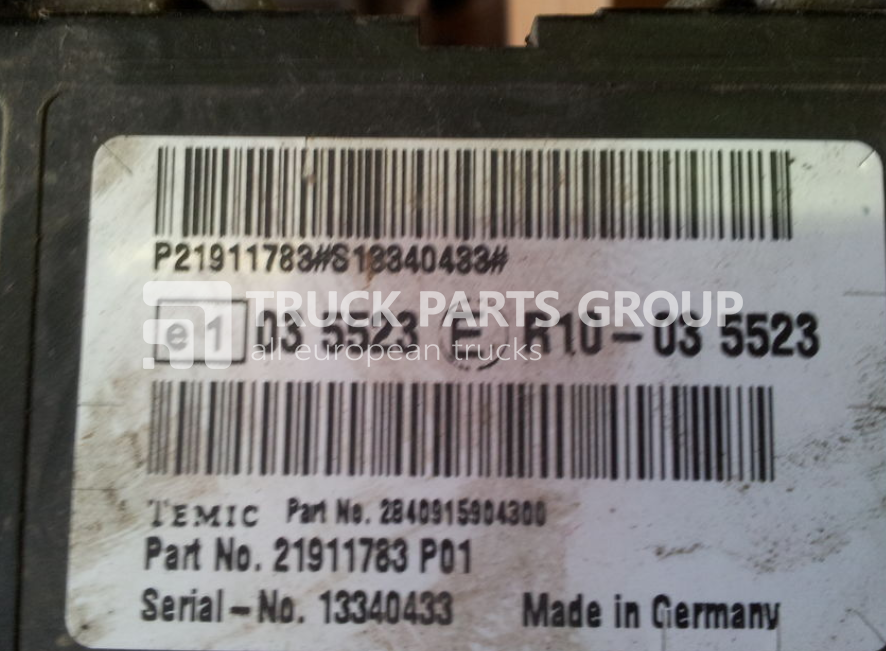 P21911783#S13340433#
TRUCK PARTS GROUP
e1 03 5523 E R10-03 5523
all european trucks
TEMIC Part No. 2840915904300
Part No. 21911783 P01
Serial-No. 13340433 Made in Germany